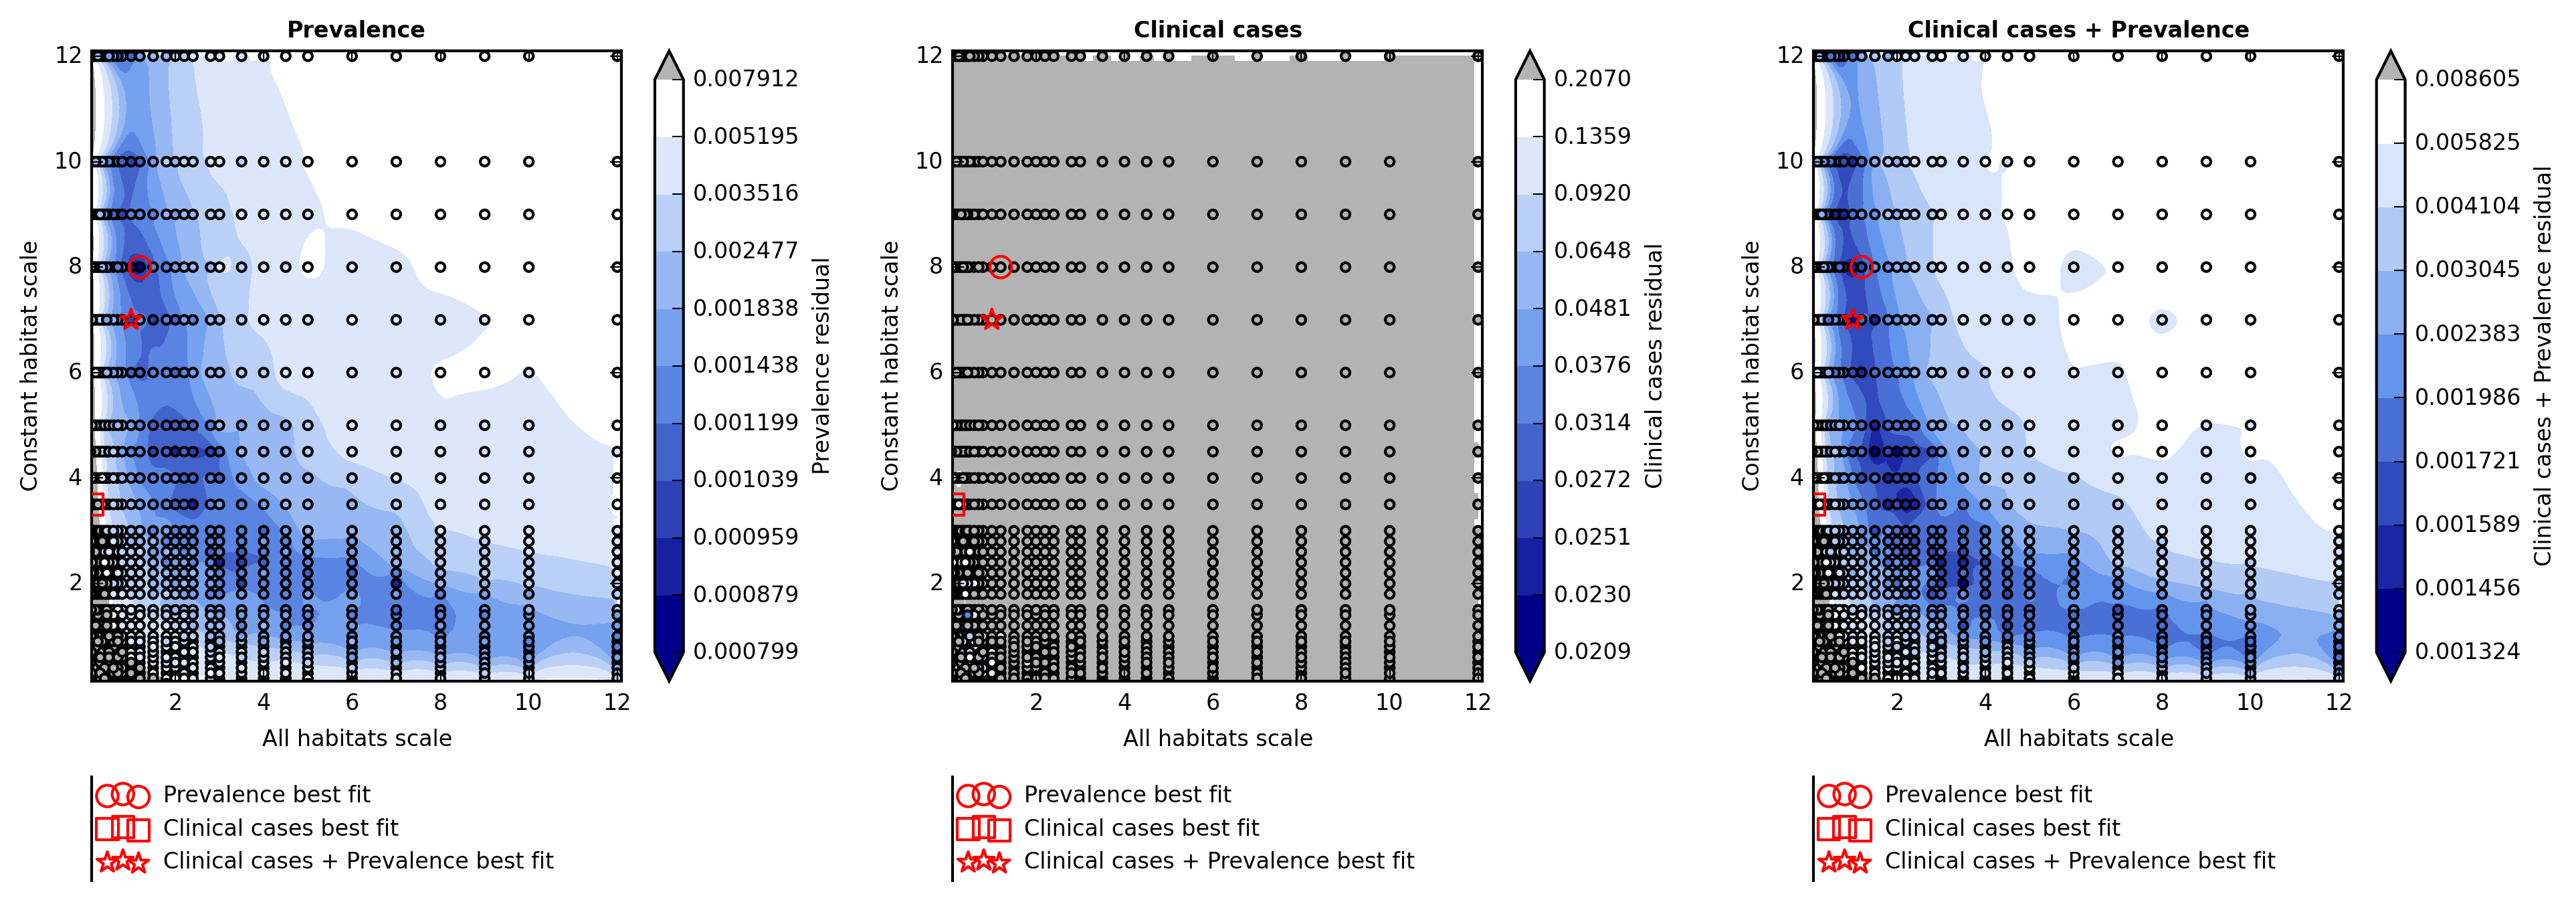 Prevalence
Constant habitat scale
12
10
8
6
4
2
2 4 6 8 10 12
All habitats scale
0.007912
0.005195
0.003516
0.002477
0.001838
0.001438
0.001199
0.001039
0.000959
0.000879
0.000799
Prevalence residual
Prevalence best fit
Clinical cases best fit
Clinical cases + Prevalence best fit
Clinical cases
Constant habitat scale
12
10
8
6
4
2
2 4 6 8 10 12
All habitats scale
0.2070
0.1359
0.0920
0.0648
0.0481
0.0376
0.0314
0.0272
0.0251
0.0230
0.0209
Clinical cases residual
Prevalence best fit
Clinical cases best fit
Clinical cases + Prevalence best fit
Clinical cases + Prevalence
Constant habitat scale
12
10
8
6
4
2
2 4 6 8 10 12
All habitats scale
0.008605
0.005825
0.004104
0.003045
0.002383
0.001986
0.001721
0.001589
0.001456
0.001324
Clinical cases + Prevalence residual
Prevalence best fit
Clinical cases best fit
Clinical cases + Prevalence best fit